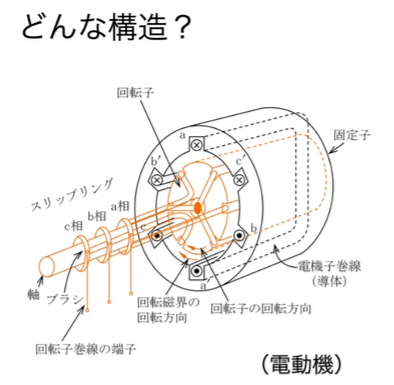 どんな構造？
回転子
固定子
a
b′
c′
スリップリング
a相
b相
c相
c
b
a′
軸
ブラシ
回転磁界の
回転方向
回転子の回転方向
電機子巻線
（導体）
回転子巻線の端子
（電動機）